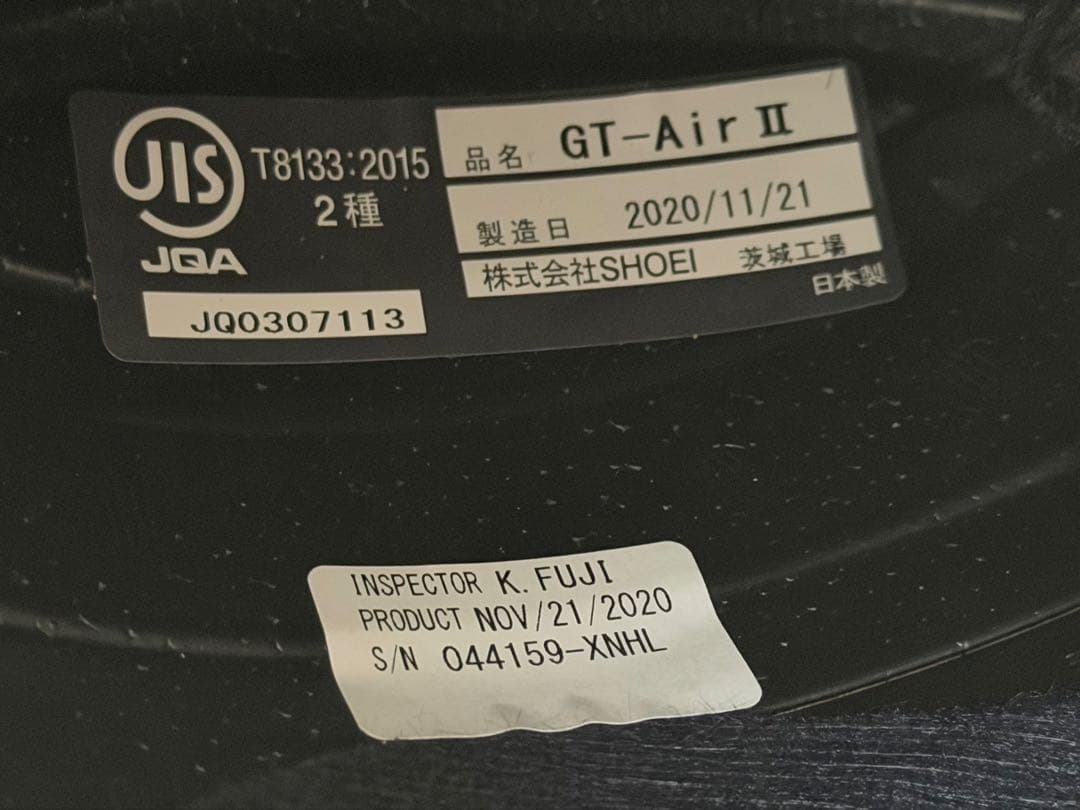 JIS
JQA
T8133:2015
2種
JQ0307113
品名 GT-Air II
製造日 2020/11/21
株式会社SHOEI 茨城工場
日本製
INSPECTOR K. FUJI
PRODUCT NOV/21/2020
S/N 044159-XNHL